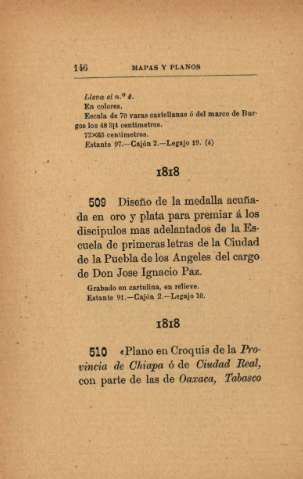 146 MAPAS Y PLANOS
Lleva el n.º 4.
En colores.
Escala de 70 varas castellanas ó del marco de Bur-
gos los 48 3¼ centímetros.
72×65 centímetros.
Estante 97.—Cajón 7.—Legajo 19. (4)
1818
509 Diseño de la medalla acuña-
da en oro y plata para premiar á los
discipulos mas adelantados de la Es-
cuela de primeras letras de la Ciudad
de la Puebla de los Angeles del cargo
de Don Jose Ignacio Paz.
Grabado en cartulina, en relieve.
Estante 91.—Cajón 2.—Legajo 10.
1818
510 «Plano en Croquis de la Pro-
vincia de Chiapa ó de Ciudad Real,
con parte de las de Oaxaca, Tabasco